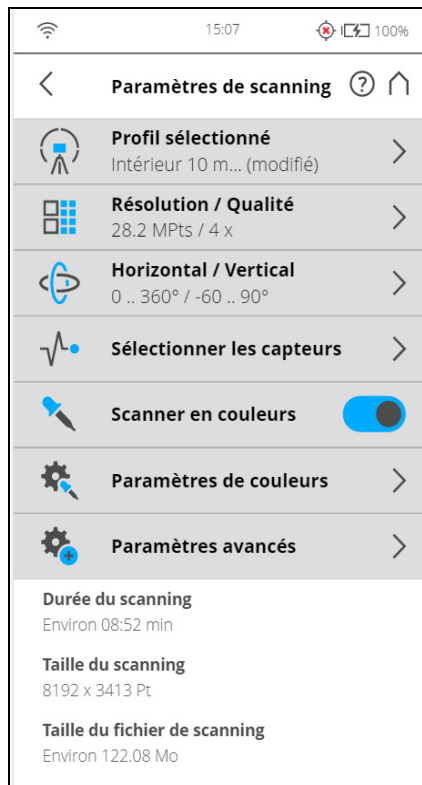 15:07 100%
Paramètres de scanning
Profil sélectionné
Intérieur 10 m... (modifié)
Résolution / Qualité
28.2 MPts / 4 x
Horizontal / Vertical
0 .. 360° / -60 .. 90°
Sélectionner les capteurs
Scanner en couleurs
Paramètres de couleurs
Paramètres avancés
Durée du scanning
Environ 08:52 min
Taille du scanning
8192 x 3413 Pt
Taille du fichier de scanning
Environ 122.08 Mo